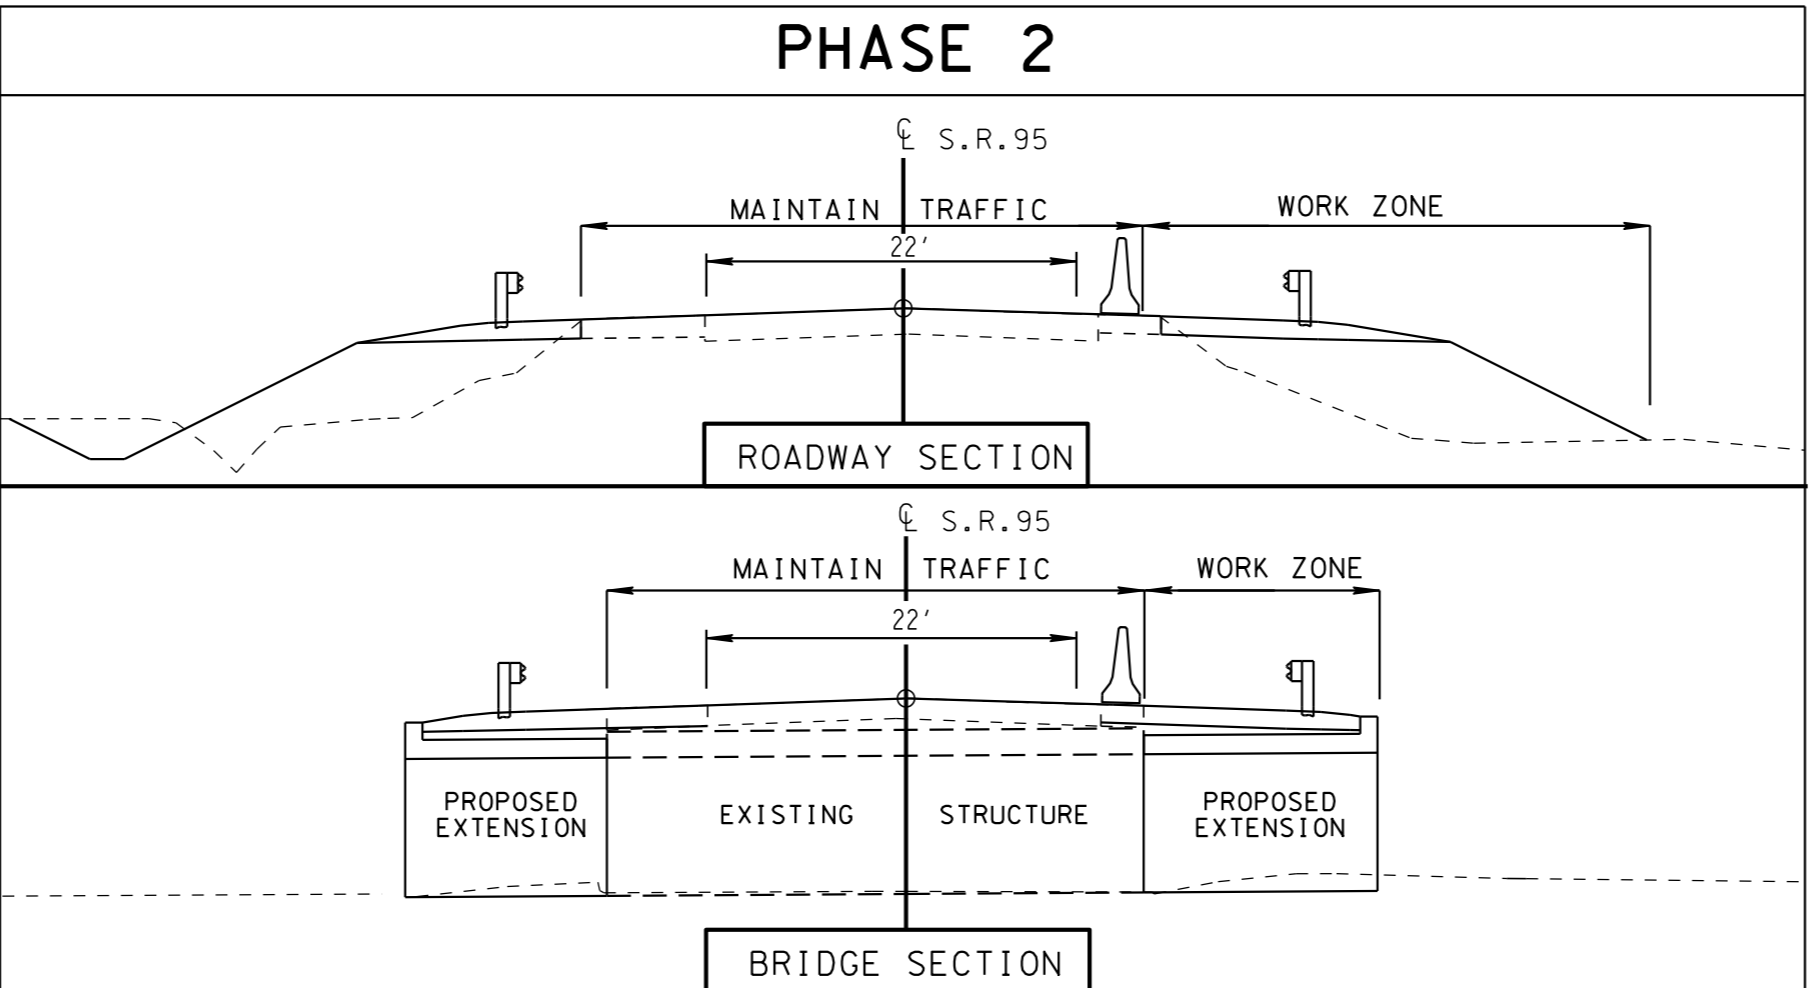 PHASE 2
℄ S.R.95
MAINTAIN TRAFFIC
WORK ZONE
22'
ROADWAY SECTION
℄ S.R.95
MAINTAIN TRAFFIC
WORK ZONE
22'
PROPOSED
EXTENSION
EXISTING STRUCTURE
PROPOSED
EXTENSION
BRIDGE SECTION